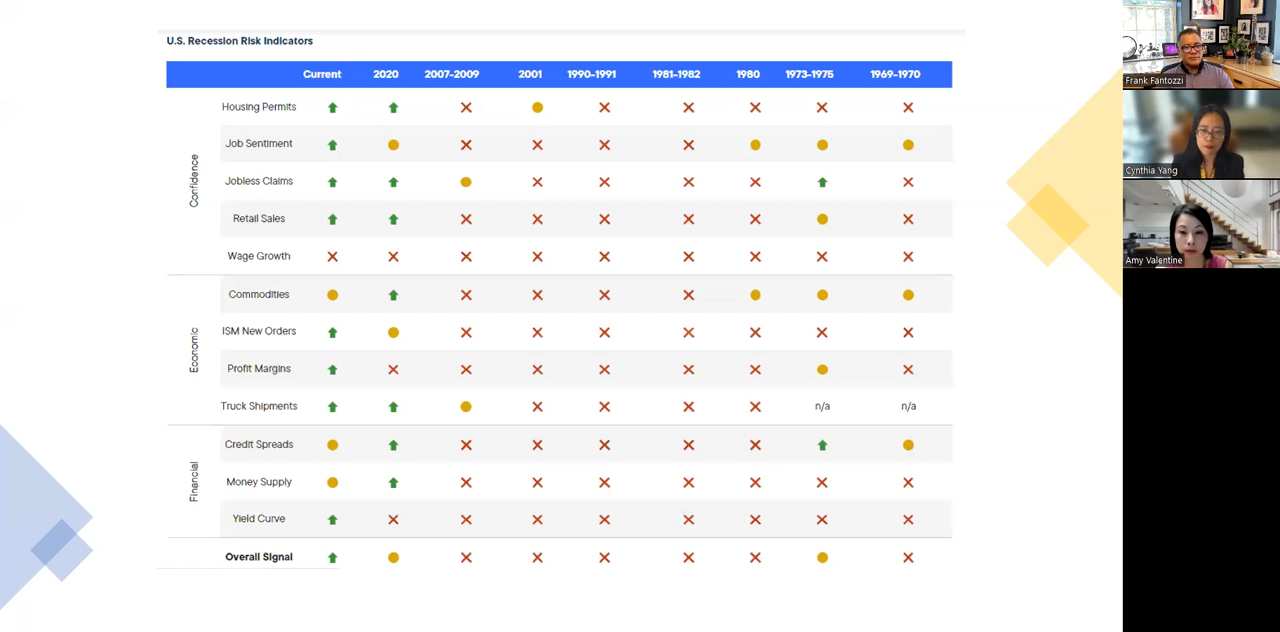 U.S. Recession Risk Indicators
Current 2020 2007-2009 2001 1990-1991 1981-1982 1980 1973-1975 1969-1970
Confidence
Housing Permits
Job Sentiment
Jobless Claims
Retail Sales
Wage Growth
Economic
Commodities
ISM New Orders
Profit Margins
Truck Shipments n/a n/a
Financial
Credit Spreads
Money Supply
Yield Curve
Overall Signal
Frank Fantozzi
Cynthia Yang
Amy Valentine